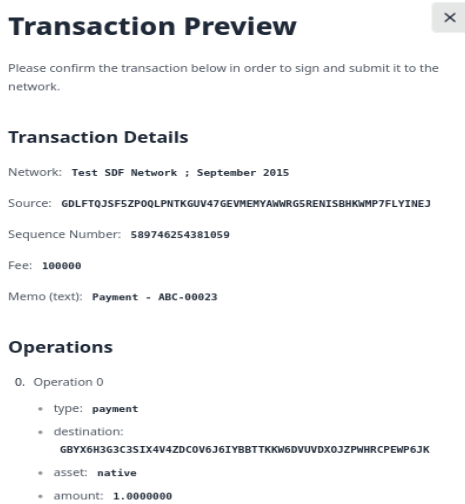 Transaction Preview
×
Please confirm the transaction below in order to sign and submit it to the
network.
Transaction Details
Network: Test SDF Network ; September 2015
Source: GDLFTQJSF5ZPOQLPNTKGUV47GEVMEMYAWWRG5RENISBHKWMP7FLYINEJ
Sequence Number: 589746254381059
Fee: 100000
Memo (text): Payment - ABC-00023
Operations
0. Operation 0
• type: payment
• destination:
GBYX6H3G3C3SIX4V4ZDCOV6J6IYBBTTKKW6DVUVDXOJZPWHRCPEWP6JK
• asset: native
• amount: 1.0000000